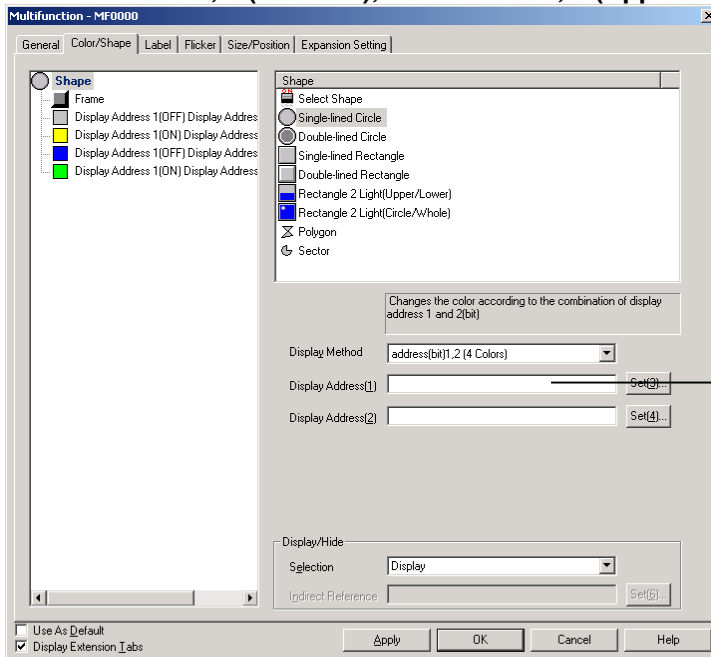 Multifunction - MF0000
General Color/Shape Label Flicker Size/Position Expansion Setting
Shape
Frame
Display Address 1(OFF) Display Addres
Display Address 1(ON) Display Address
Display Address 1(OFF) Display Addres
Display Address 1(ON) Display Address
Shape
Select Shape
Single-lined Circle
Double-lined Circle
Single-lined Rectangle
Double-lined Rectangle
Rectangle 2 Light(Upper/Lower)
Rectangle 2 Light(Circle/Whole)
Polygon
Sector
Changes the color according to the combination of display
address 1 and 2(bit)
Display Method address(bit)1,2 (4 Colors)
Display Address(1) Set(3)...
Display Address(2) Set(4)...
Display/Hide
Selection Display
Indirect Reference Set(6)...
Use As Default
Display Extension Tabs
Apply OK Cancel Help